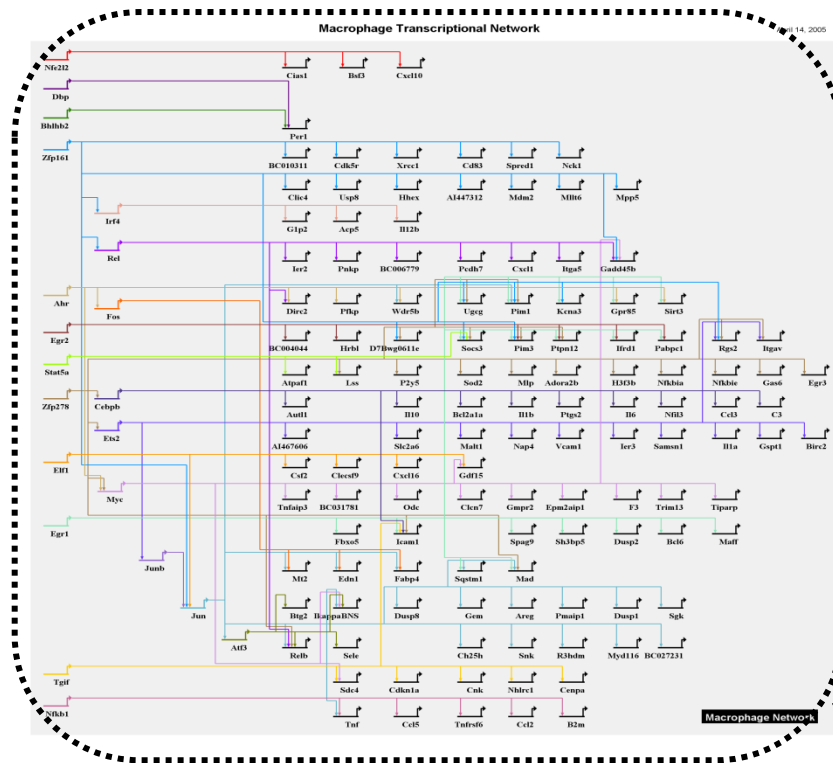 Macrophage Transcriptional Network
April 14, 2005
Nfe2l2
Cias1 Bsf3 Cxcl10
Dbp
Bhlhb2
Per1
Zfp161
BC010311 Cdk5r Xrcc1 Cd83 Spred1 Nck1
Clic4 Usp8 Hhex AI447312 Mdm2 Mllt6 Mpp5
Irf4
G1p2 Acp5 Il12b
Rel
Ier2 Pnkp BC006779 Pcdh7 Cxcl1 Itga5 Gadd45b
Ahr
Fos
Dirc2 Pfkp Wdr5b Ugcg Pim1 Kcna3 Gpr85 Sirt3
Egr2
BC004044 Hrbl D7Bwg0611e Socs3 Pim3 Ptpn12 Ifrd1 Pabpc1 Rgs2 Itgav
Stat5a
Atpaf1 Lss P2y5 Sod2 Mlp Adora2b H3f3b Nfkbia Nfkbie Gas6 Egr3
Zfp278
Cebpb
Autl1 Il10 Bcl2a1a Il1b Ptgs2 Il6 Nfil3 Ccl3 C3
Ets2
AI467606 Slc2a6 Malt1 Nap4 Vcam1 Ier3 Samsn1 Il1a Gspt1 Birc2
Elf1
Csf2 Clecsf9 Cxcl16 Gdf15
Myc
Tnfaip3 BC031781 Odc Clcn7 Gmpr2 Epm2aip1 F3 Trim13 Tiparp
Egr1
Fbxo5 Icam1 Spag9 Sh3bp5 Dusp2 Bcl6 Maff
Junb
Mt2 Edn1 Fabp4 Sqstm1 Mad
Jun
Btg2 IkappaBNS Dusp8 Gem Areg Pmaip1 Dusp1 Sgk
Atf3
Relb Sele Ch25h Snk R3hdm Myd116 BC027231
Tgif
Sdc4 Cdkn1a Cnk Nhlrc1 Cenpa
Nfkb1
Tnf Ccl5 Tnfrsf6 Ccl2 B2m
Macrophage Network